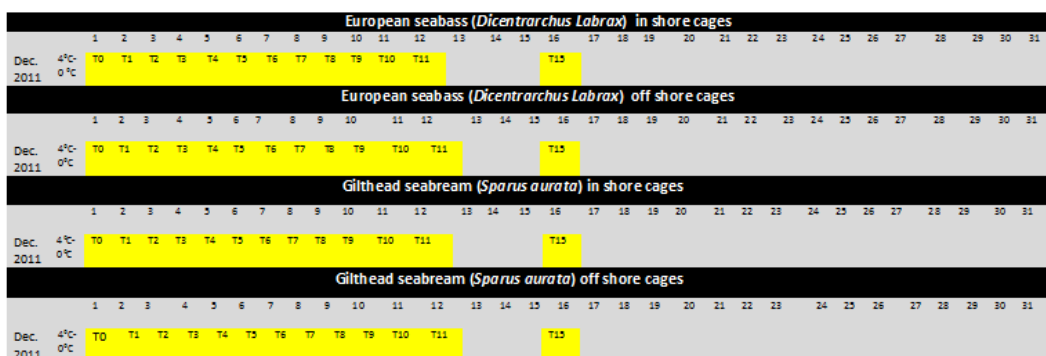 European seabass (Dicentrarchus Labrax) in shore cages
1 2 3 4 5 6 7 8 9 10 11 12 13 14 15 16 17 18 19 20 21 22 23 24 25 26 27 28 29 30 31
Dec. 2011 4°C- 0 °C T0 T1 T2 T3 T4 T5 T6 T7 T8 T9 T10 T11 T15
European seabass (Dicentrarchus Labrax) off shore cages
1 2 3 4 5 6 7 8 9 10 11 12 13 14 15 16 17 18 19 20 21 22 23 24 25 26 27 28 29 30 31
Dec. 2011 4°C- 0°C T0 T1 T2 T3 T4 T5 T6 T7 T8 T9 T10 T11 T15
Gilthead seabream (Sparus aurata) in shore cages
1 2 3 4 5 6 7 8 9 10 11 12 13 14 15 16 17 18 19 20 21 22 23 24 25 26 27 28 29 30 31
Dec. 2011 4°C- 0°C T0 T1 T2 T3 T4 T5 T6 T7 T8 T9 T10 T11 T15
Gilthead seabream (Sparus aurata) off shore cages
1 2 3 4 5 6 7 8 9 10 11 12 13 14 15 16 17 18 19 20 21 22 23 24 25 26 27 28 29 30 31
Dec. 2011 4°C- 0°C T0 T1 T2 T3 T4 T5 T6 T7 T8 T9 T10 T11 T15